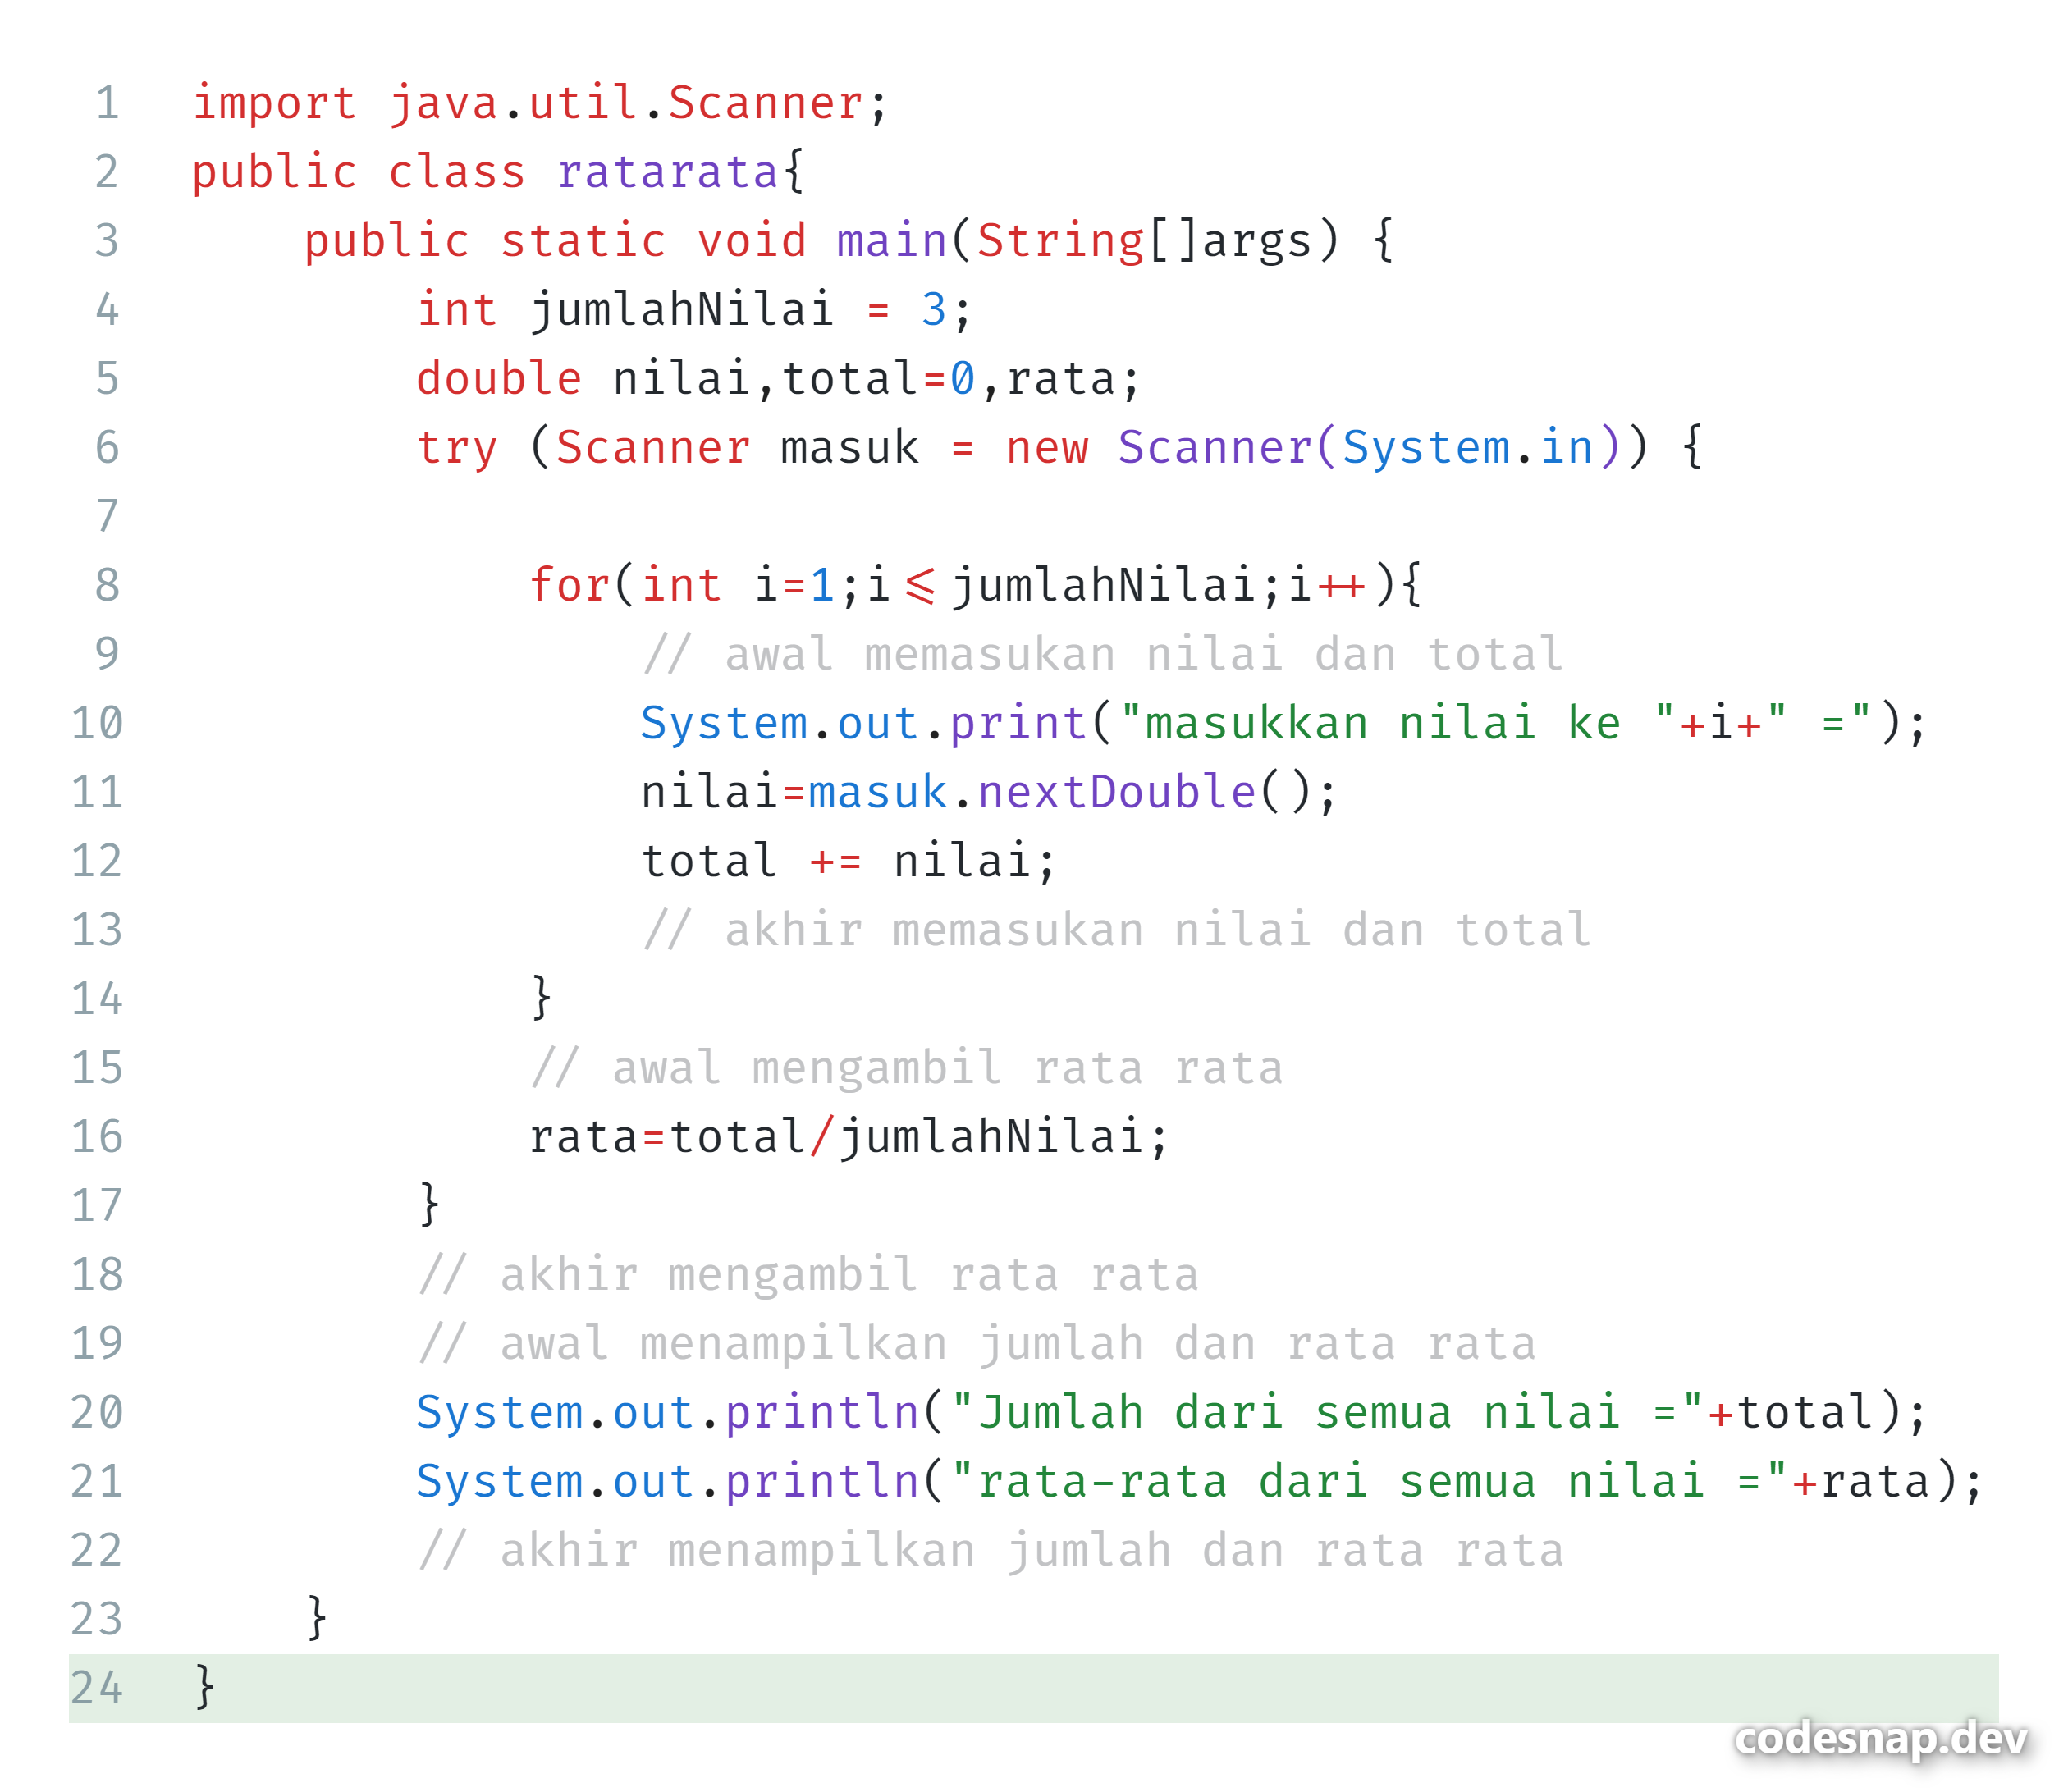 1 import java.util.Scanner;
2 public class ratarata{
3     public static void main(String[]args) {
4         int jumlahNilai = 3;
5         double nilai,total=0,rata;
6         try (Scanner masuk = new Scanner(System.in)) {
7
8             for(int i=1;i<=jumlahNilai;i++){
9                 // awal memasukan nilai dan total
10                 System.out.print("masukkan nilai ke "+i+" =");
11                 nilai=masuk.nextDouble();
12                 total += nilai;
13                 // akhir memasukan nilai dan total
14             }
15             // awal mengambil rata rata
16             rata=total/jumlahNilai;
17         }
18         // akhir mengambil rata rata
19         // awal menampilkan jumlah dan rata rata
20         System.out.println("Jumlah dari semua nilai ="+total);
21         System.out.println("rata-rata dari semua nilai ="+rata);
22         // akhir menampilkan jumlah dan rata rata
23     }
24 }
codesnap.dev